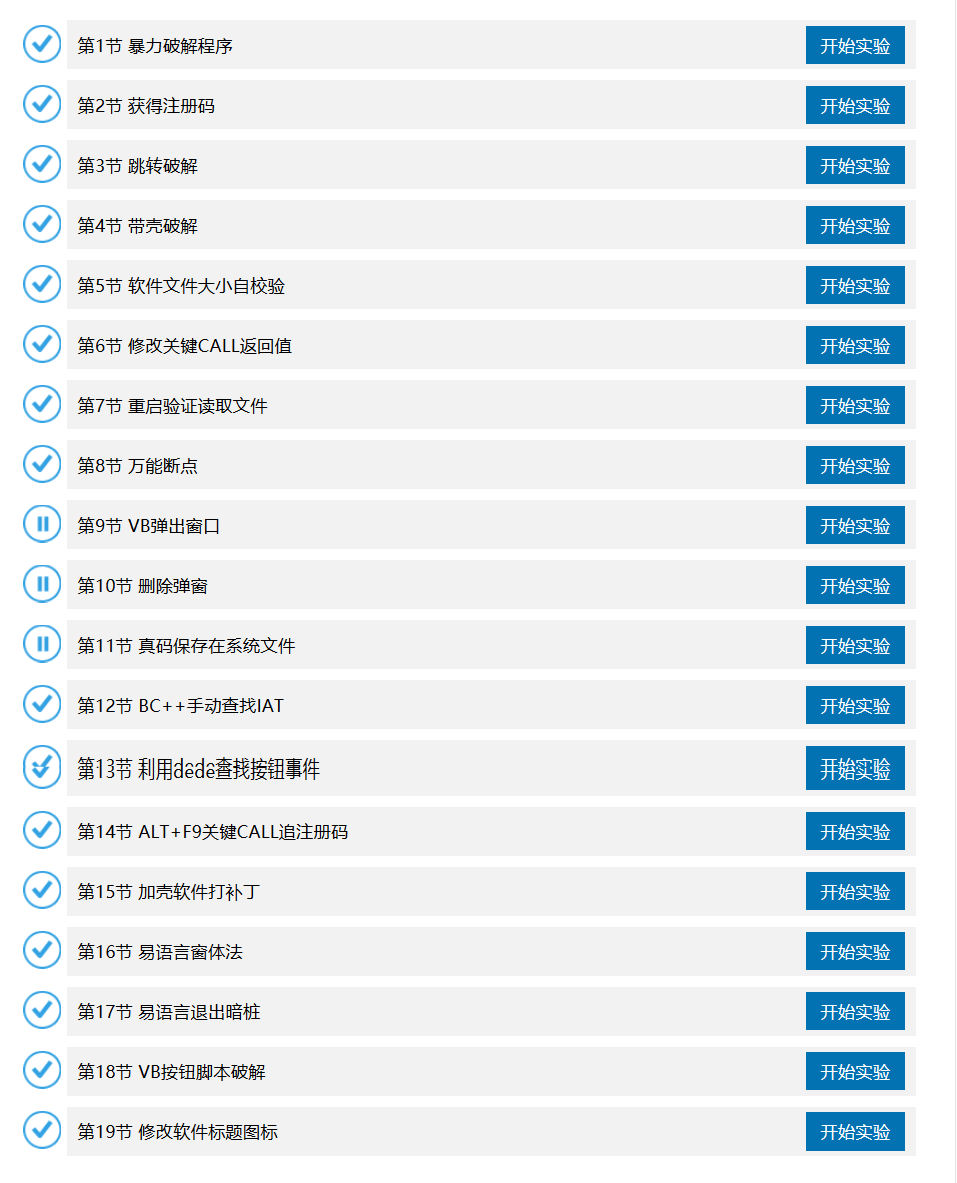 第1节 暴力破解程序 开始实验
第2节 获得注册码 开始实验
第3节 跳转破解 开始实验
第4节 带壳破解 开始实验
第5节 软件文件大小自校验 开始实验
第6节 修改关键CALL返回值 开始实验
第7节 重启验证读取文件 开始实验
第8节 万能断点 开始实验
第9节 VB弹出窗口 开始实验
第10节 删除弹窗 开始实验
第11节 真码保存在系统文件 开始实验
第12节 BC++手动查找IAT 开始实验
第13节 利用dede查找按钮事件 开始实验
第14节 ALT+F9关键CALL追注册码 开始实验
第15节 加壳软件打补丁 开始实验
第16节 易语言窗体法 开始实验
第17节 易语言退出暗桩 开始实验
第18节 VB按钮脚本破解 开始实验
第19节 修改软件标题图标 开始实验